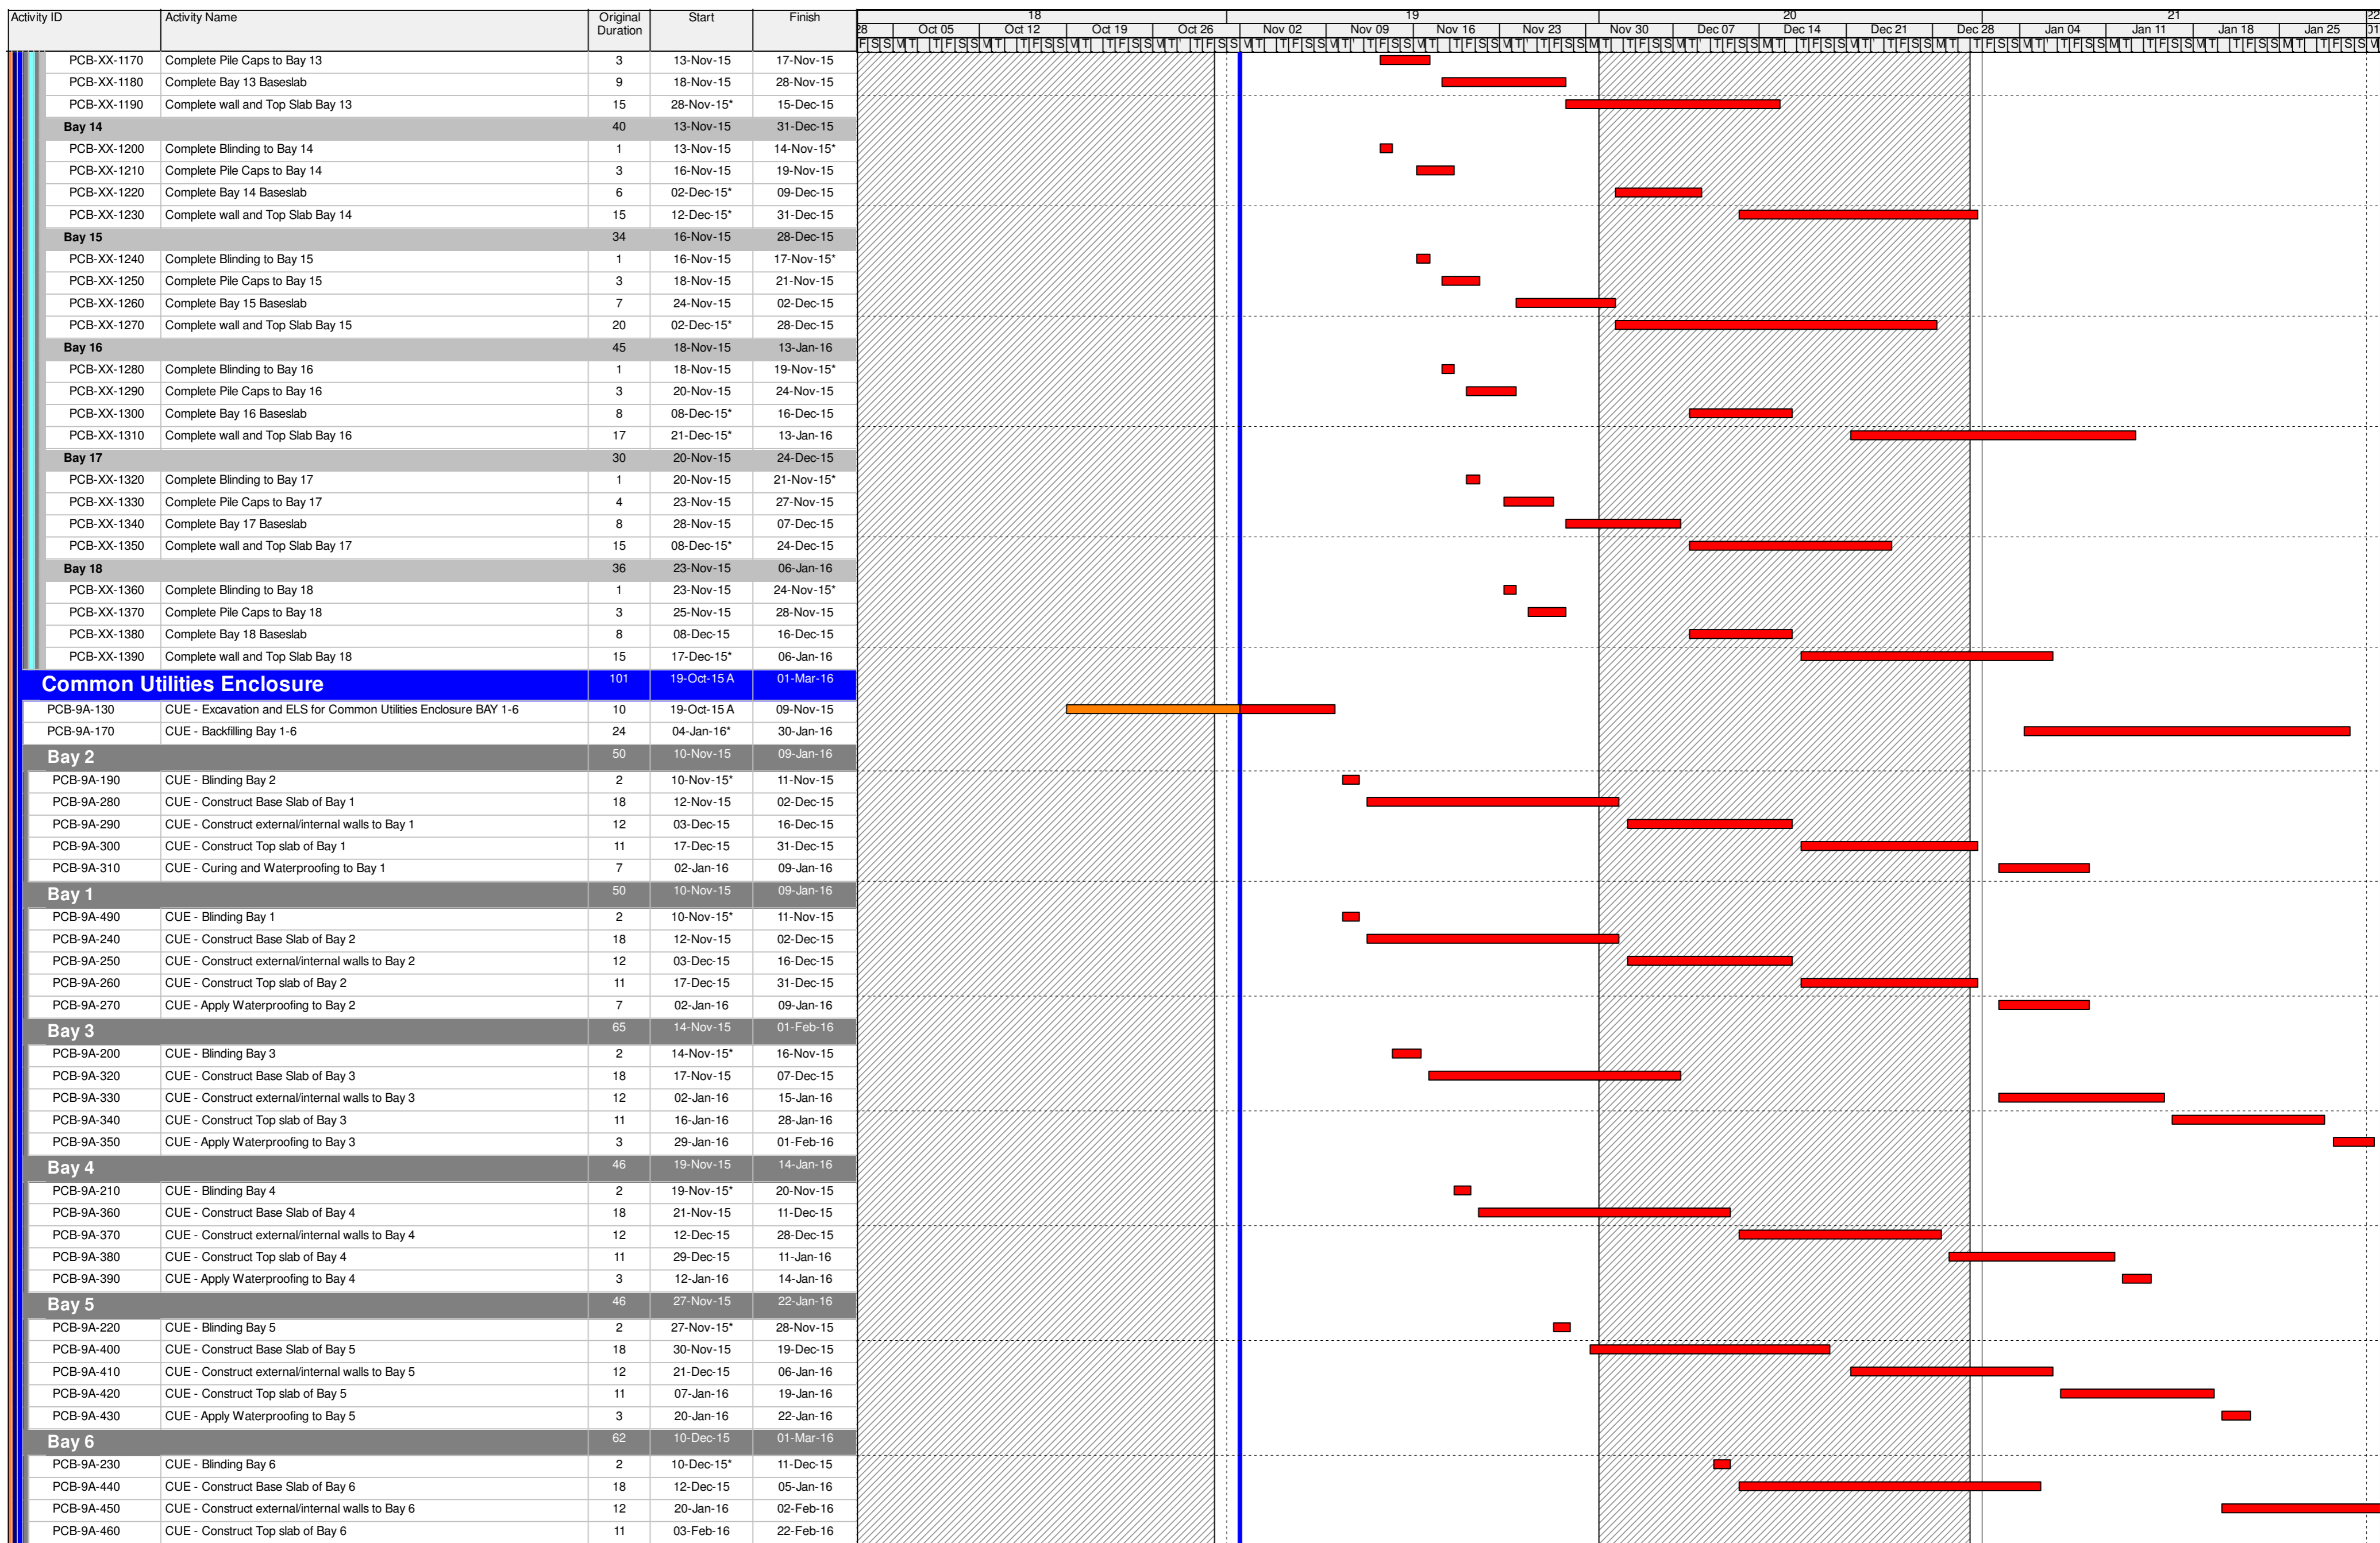 Activity ID Activity Name Original Duration Start Finish
18 19 20 21 22
28 Oct 05 Oct 12 Oct 19 Oct 26 Nov 02 Nov 09 Nov 16 Nov 23 Nov 30 Dec 07 Dec 14 Dec 21 Dec 28 Jan 04 Jan 11 Jan 18 Jan 25 01
PCB-XX-1170 Complete Pile Caps to Bay 13 3 13-Nov-15 17-Nov-15
PCB-XX-1180 Complete Bay 13 Baseslab 9 18-Nov-15 28-Nov-15
PCB-XX-1190 Complete wall and Top Slab Bay 13 15 28-Nov-15* 15-Dec-15
Bay 14 40 13-Nov-15 31-Dec-15
PCB-XX-1200 Complete Blinding to Bay 14 1 13-Nov-15 14-Nov-15*
PCB-XX-1210 Complete Pile Caps to Bay 14 3 16-Nov-15 19-Nov-15
PCB-XX-1220 Complete Bay 14 Baseslab 6 02-Dec-15* 09-Dec-15
PCB-XX-1230 Complete wall and Top Slab Bay 14 15 12-Dec-15* 31-Dec-15
Bay 15 34 16-Nov-15 28-Dec-15
PCB-XX-1240 Complete Blinding to Bay 15 1 16-Nov-15 17-Nov-15*
PCB-XX-1250 Complete Pile Caps to Bay 15 3 18-Nov-15 21-Nov-15
PCB-XX-1260 Complete Bay 15 Baseslab 7 24-Nov-15 02-Dec-15
PCB-XX-1270 Complete wall and Top Slab Bay 15 20 02-Dec-15* 28-Dec-15
Bay 16 45 18-Nov-15 13-Jan-16
PCB-XX-1280 Complete Blinding to Bay 16 1 18-Nov-15 19-Nov-15*
PCB-XX-1290 Complete Pile Caps to Bay 16 3 20-Nov-15 24-Nov-15
PCB-XX-1300 Complete Bay 16 Baseslab 8 08-Dec-15* 16-Dec-15
PCB-XX-1310 Complete wall and Top Slab Bay 16 17 21-Dec-15* 13-Jan-16
Bay 17 30 20-Nov-15 24-Dec-15
PCB-XX-1320 Complete Blinding to Bay 17 1 20-Nov-15 21-Nov-15*
PCB-XX-1330 Complete Pile Caps to Bay 17 4 23-Nov-15 27-Nov-15
PCB-XX-1340 Complete Bay 17 Baseslab 8 28-Nov-15 07-Dec-15
PCB-XX-1350 Complete wall and Top Slab Bay 17 15 08-Dec-15* 24-Dec-15
Bay 18 36 23-Nov-15 06-Jan-16
PCB-XX-1360 Complete Blinding to Bay 18 1 23-Nov-15 24-Nov-15*
PCB-XX-1370 Complete Pile Caps to Bay 18 3 25-Nov-15 28-Nov-15
PCB-XX-1380 Complete Bay 18 Baseslab 8 08-Dec-15 16-Dec-15
PCB-XX-1390 Complete wall and Top Slab Bay 18 15 17-Dec-15* 06-Jan-16
Common Utilities Enclosure 101 19-Oct-15 A 01-Mar-16
PCB-9A-130 CUE - Excavation and ELS for Common Utilities Enclosure BAY 1-6 10 19-Oct-15 A 09-Nov-15
PCB-9A-170 CUE - Backfilling Bay 1-6 24 04-Jan-16* 30-Jan-16
Bay 2 50 10-Nov-15 09-Jan-16
PCB-9A-190 CUE - Blinding Bay 2 2 10-Nov-15* 11-Nov-15
PCB-9A-280 CUE - Construct Base Slab of Bay 1 18 12-Nov-15 02-Dec-15
PCB-9A-290 CUE - Construct external/internal walls to Bay 1 12 03-Dec-15 16-Dec-15
PCB-9A-300 CUE - Construct Top slab of Bay 1 11 17-Dec-15 31-Dec-15
PCB-9A-310 CUE - Curing and Waterproofing to Bay 1 7 02-Jan-16 09-Jan-16
Bay 1 50 10-Nov-15 09-Jan-16
PCB-9A-490 CUE - Blinding Bay 1 2 10-Nov-15* 11-Nov-15
PCB-9A-240 CUE - Construct Base Slab of Bay 2 18 12-Nov-15 02-Dec-15
PCB-9A-250 CUE - Construct external/internal walls to Bay 2 12 03-Dec-15 16-Dec-15
PCB-9A-260 CUE - Construct Top slab of Bay 2 11 17-Dec-15 31-Dec-15
PCB-9A-270 CUE - Apply Waterproofing to Bay 2 7 02-Jan-16 09-Jan-16
Bay 3 65 14-Nov-15 01-Feb-16
PCB-9A-200 CUE - Blinding Bay 3 2 14-Nov-15* 16-Nov-15
PCB-9A-320 CUE - Construct Base Slab of Bay 3 18 17-Nov-15 07-Dec-15
PCB-9A-330 CUE - Construct external/internal walls to Bay 3 12 02-Jan-16 15-Jan-16
PCB-9A-340 CUE - Construct Top slab of Bay 3 11 16-Jan-16 28-Jan-16
PCB-9A-350 CUE - Apply Waterproofing to Bay 3 3 29-Jan-16 01-Feb-16
Bay 4 46 19-Nov-15 14-Jan-16
PCB-9A-210 CUE - Blinding Bay 4 2 19-Nov-15* 20-Nov-15
PCB-9A-360 CUE - Construct Base Slab of Bay 4 18 21-Nov-15 11-Dec-15
PCB-9A-370 CUE - Construct external/internal walls to Bay 4 12 12-Dec-15 28-Dec-15
PCB-9A-380 CUE - Construct Top slab of Bay 4 11 29-Dec-15 11-Jan-16
PCB-9A-390 CUE - Apply Waterproofing to Bay 4 3 12-Jan-16 14-Jan-16
Bay 5 46 27-Nov-15 22-Jan-16
PCB-9A-220 CUE - Blinding Bay 5 2 27-Nov-15* 28-Nov-15
PCB-9A-400 CUE - Construct Base Slab of Bay 5 18 30-Nov-15 19-Dec-15
PCB-9A-410 CUE - Construct external/internal walls to Bay 5 12 21-Dec-15 06-Jan-16
PCB-9A-420 CUE - Construct Top slab of Bay 5 11 07-Jan-16 19-Jan-16
PCB-9A-430 CUE - Apply Waterproofing to Bay 5 3 20-Jan-16 22-Jan-16
Bay 6 62 10-Dec-15 01-Mar-16
PCB-9A-230 CUE - Blinding Bay 6 2 10-Dec-15* 11-Dec-15
PCB-9A-440 CUE - Construct Base Slab of Bay 6 18 12-Dec-15 05-Jan-16
PCB-9A-450 CUE - Construct external/internal walls to Bay 6 12 20-Jan-16 02-Feb-16
PCB-9A-460 CUE - Construct Top slab of Bay 6 11 03-Feb-16 22-Feb-16